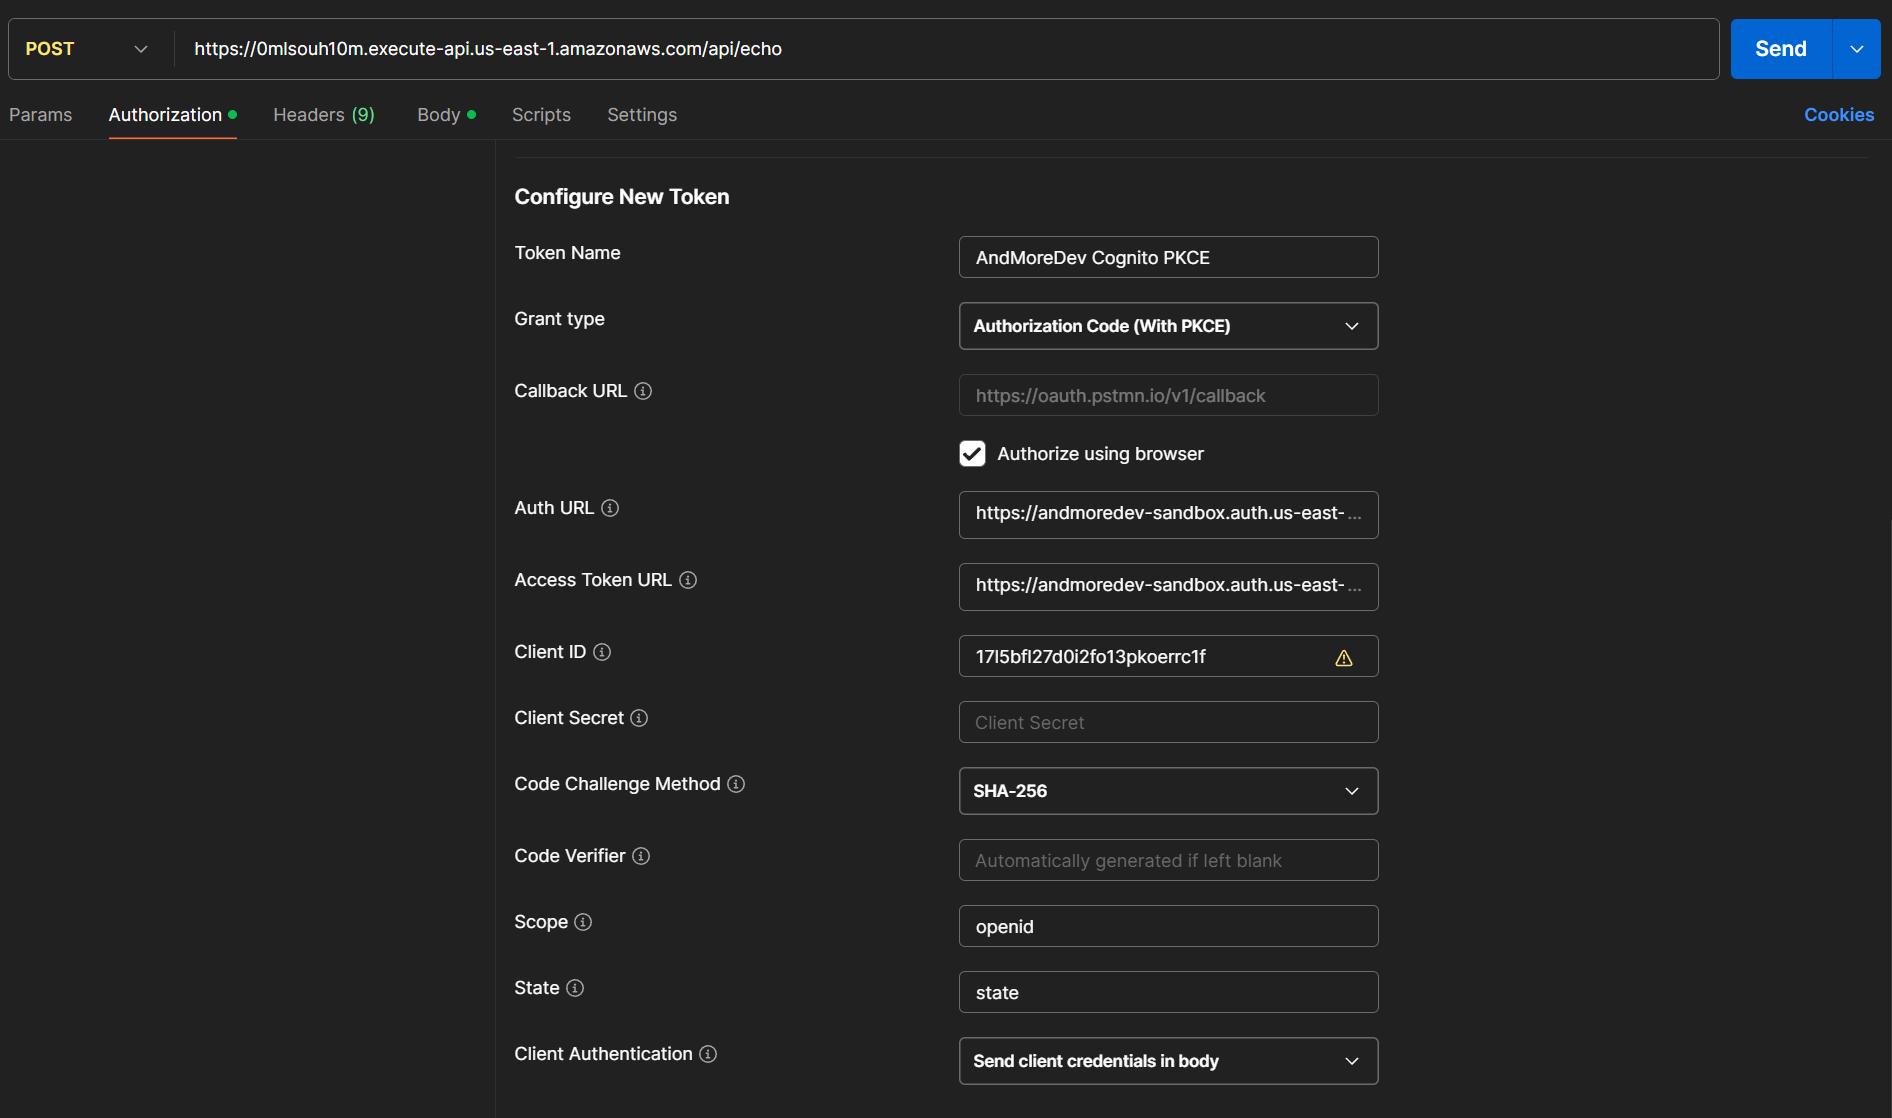 POST https://0mlsouh10m.execute-api.us-east-1.amazonaws.com/api/echo Send
Params Authorization Headers (9) Body Scripts Settings Cookies
Configure New Token
Token Name AndMoreDev Cognito PKCE
Grant type Authorization Code (With PKCE)
Callback URL https://oauth.pstmn.io/v1/callback
Authorize using browser
Auth URL https://andmoredev-sandbox.auth.us-east-...
Access Token URL https://andmoredev-sandbox.auth.us-east-...
Client ID 17l5bfl27d0i2fo13pkoerrc1f
Client Secret Client Secret
Code Challenge Method SHA-256
Code Verifier Automatically generated if left blank
Scope openid
State state
Client Authentication Send client credentials in body